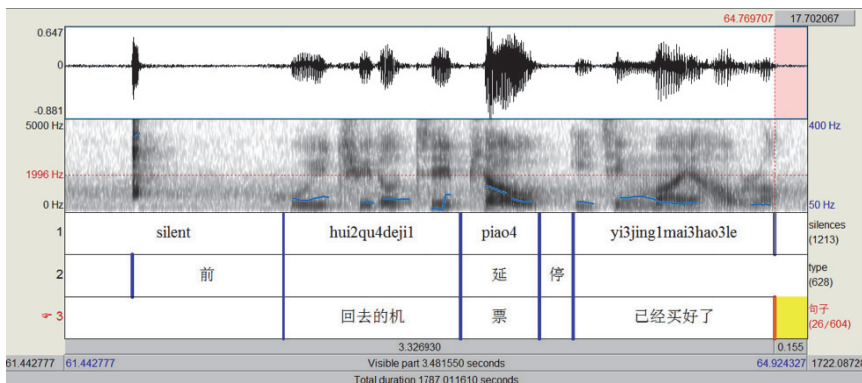 64.769707 17.702067
0.647
0
-0.881
5000 Hz 400 Hz
1996 Hz
0 Hz 50 Hz
1 silent hui2qu4deji1 piao4 yi3jing1mai3hao3le silences (1213)
2 前 延 停 type (628)
3 回去的机 票 已经买好了 句子 (26/604)
3.326930 0.155
61.442777 61.442777 Visible part 3.481550 seconds 64.924327 1722.08728
Total duration 1787.011610 seconds